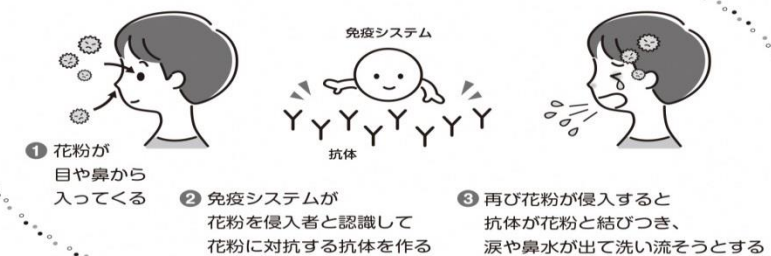 免疫システム
抗体
❶ 花粉が
目や鼻から
入ってくる
❷ 免疫システムが
花粉を侵入者と認識して
花粉に対抗する抗体を作る
❸ 再び花粉が侵入すると
抗体が花粉と結びつき、
涙や鼻水が出て洗い流そうとする